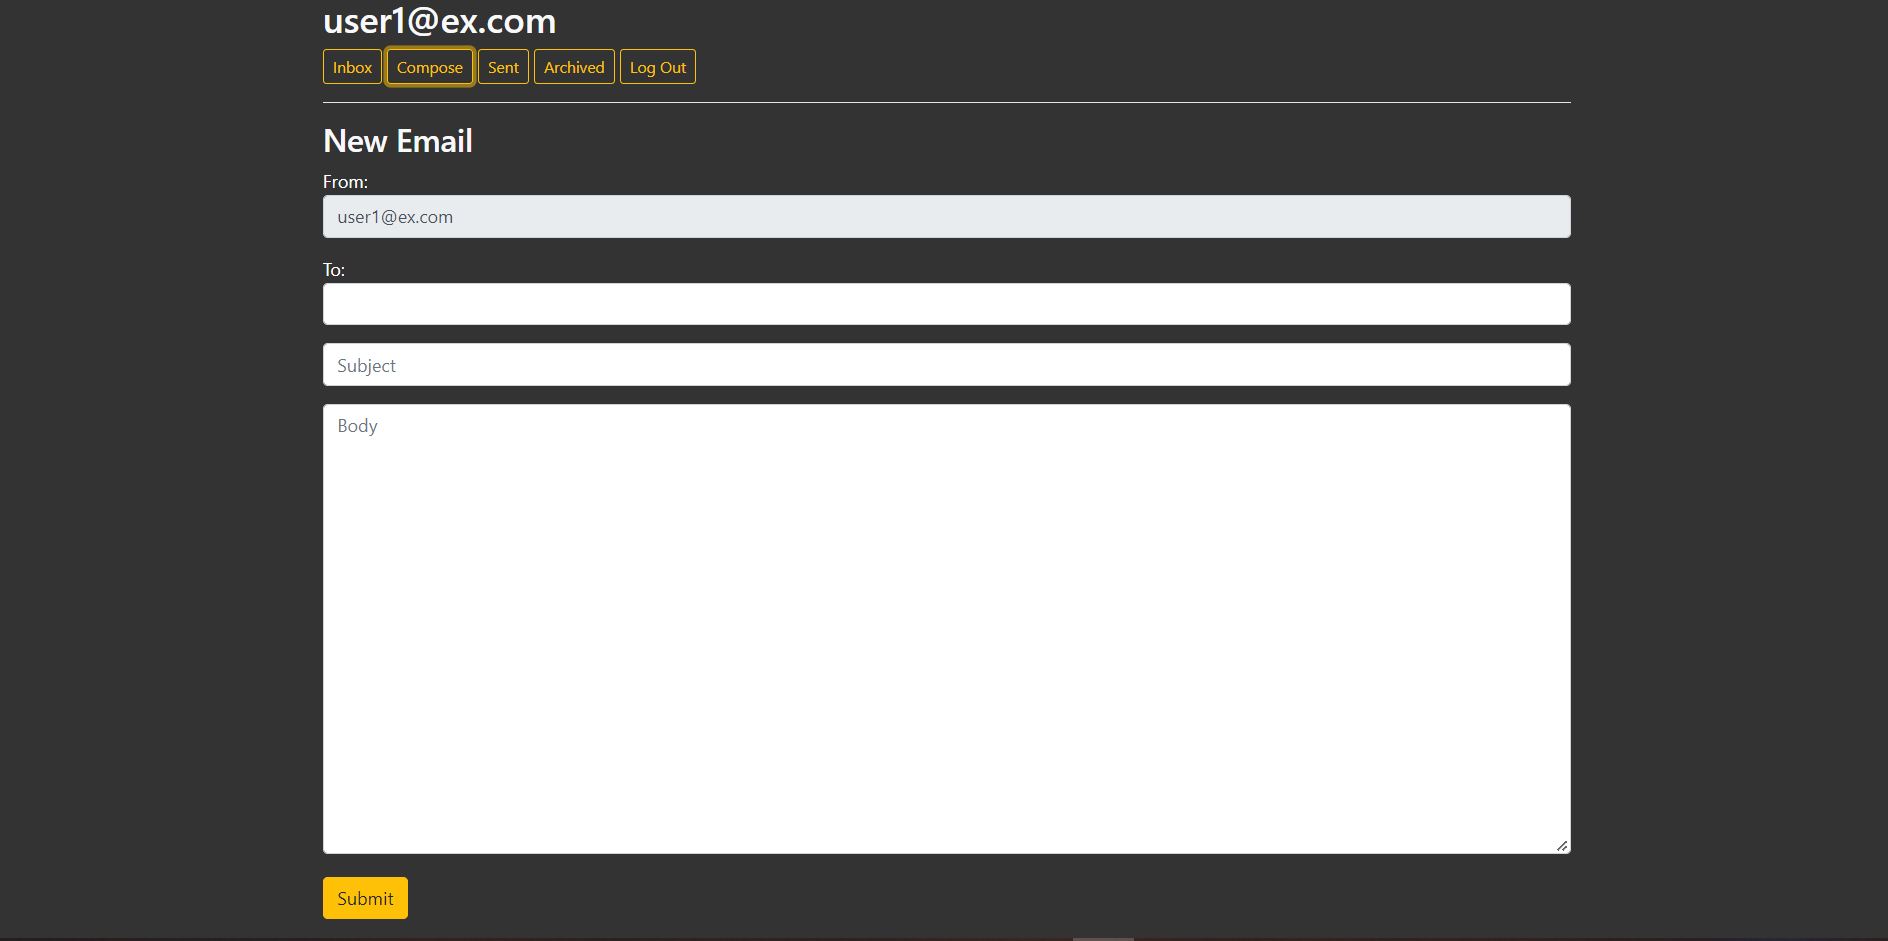 user1@ex.com
Inbox Compose Sent Archived Log Out
New Email
From:
user1@ex.com
To:
Subject
Body
Submit